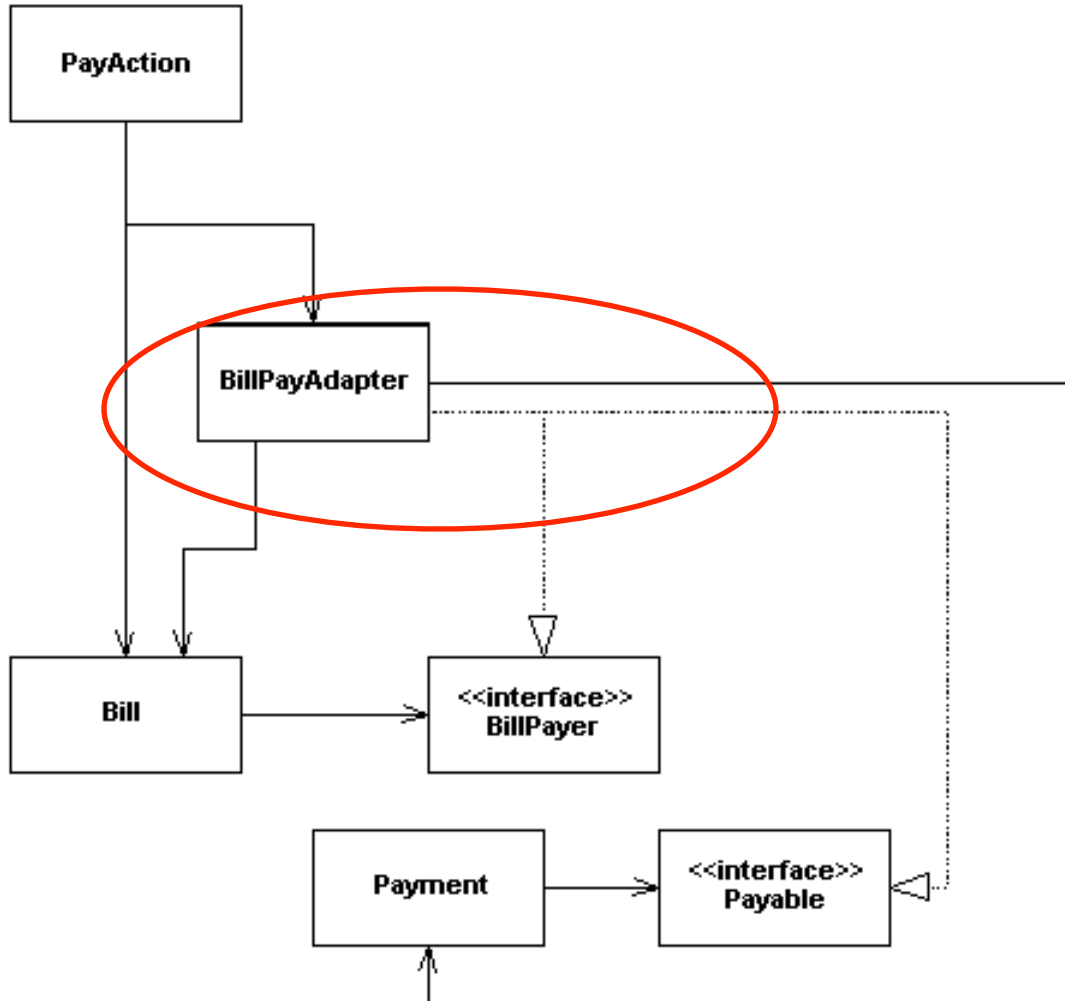 PayAction
BillPayAdapter
Bill
<<interface>>
BillPayer
Payment
<<interface>>
Payable